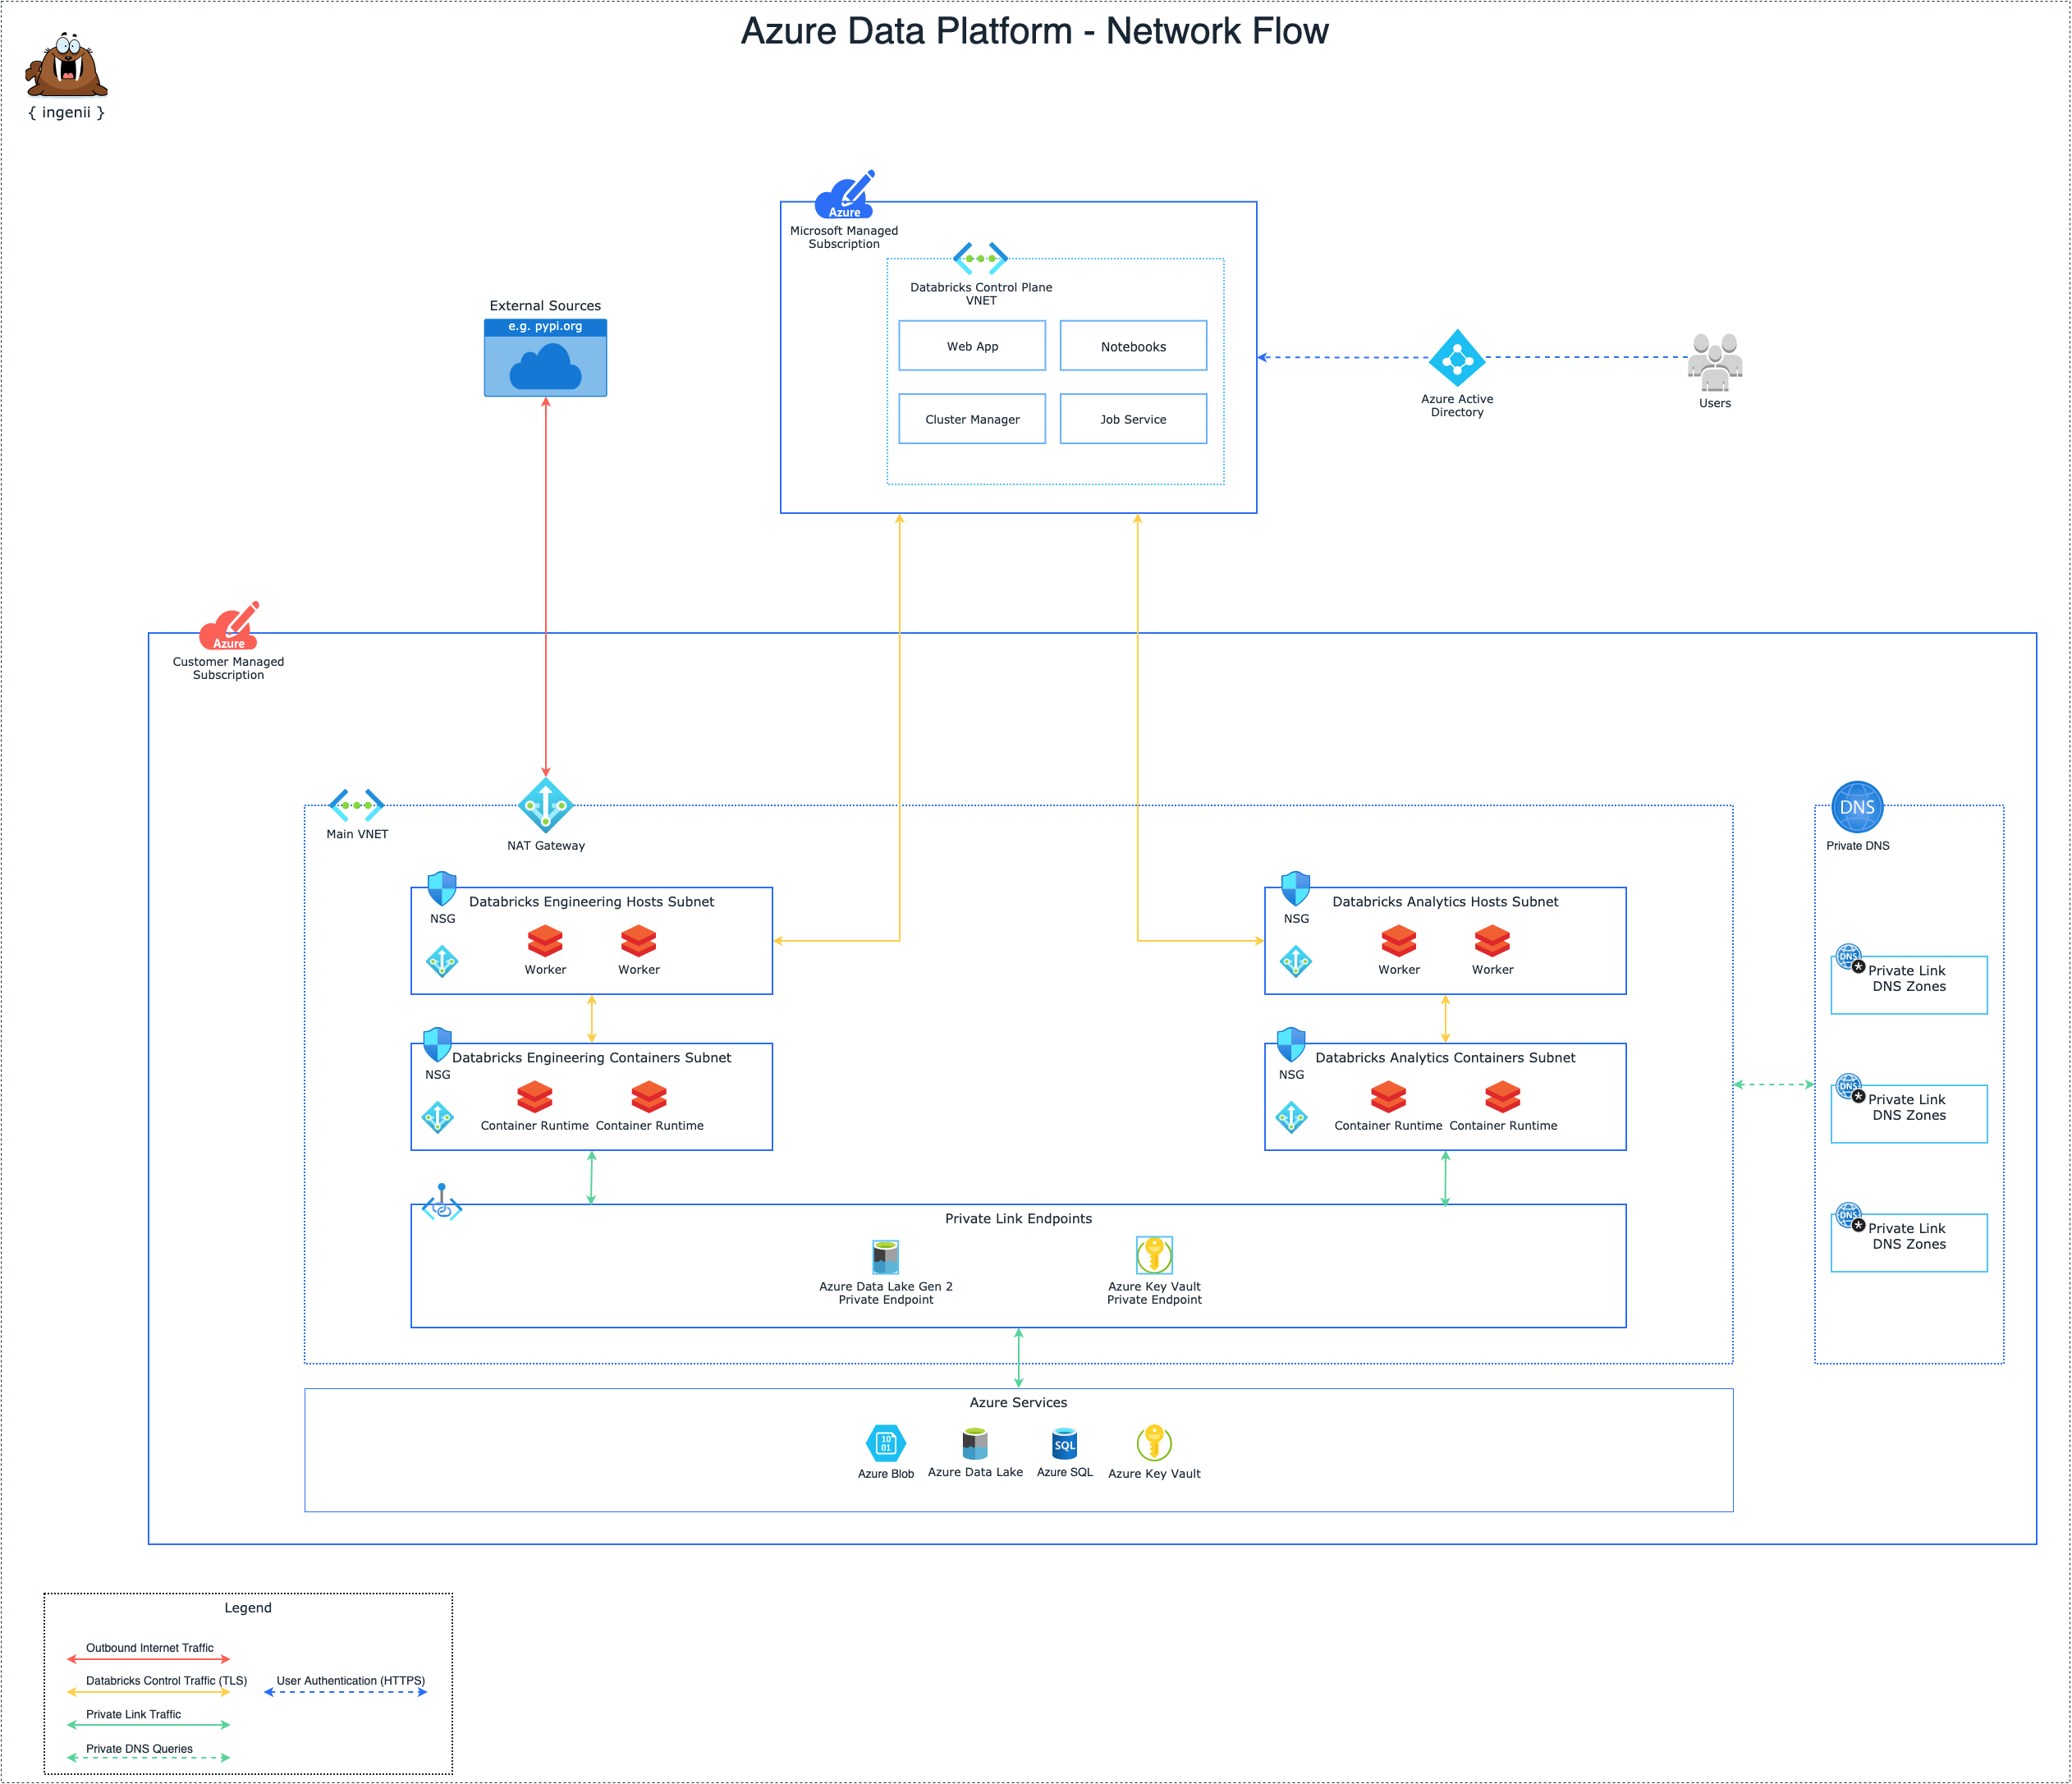 Azure Data Platform - Network Flow
{ ingenii }
Azure
Microsoft Managed
Subscription
Databricks Control Plane
VNET
Web App
Notebooks
Cluster Manager
Job Service
External Sources
e.g. pypi.org
Azure Active
Directory
Users
Azure
Customer Managed
Subscription
Main VNET
NAT Gateway
NSG
Databricks Engineering Hosts Subnet
Worker
Worker
NSG
Databricks Engineering Containers Subnet
Container Runtime
Container Runtime
NSG
Databricks Analytics Hosts Subnet
Worker
Worker
NSG
Databricks Analytics Containers Subnet
Container Runtime
Container Runtime
Private Link Endpoints
Azure Data Lake Gen 2
Private Endpoint
Azure Key Vault
Private Endpoint
Azure Services
10
01
Azure Blob
Azure Data Lake
SQL
Azure SQL
Azure Key Vault
DNS
Private DNS
DNS
*
Private Link
DNS Zones
DNS
*
Private Link
DNS Zones
DNS
*
Private Link
DNS Zones
Legend
Outbound Internet Traffic
Databricks Control Traffic (TLS)
User Authentication (HTTPS)
Private Link Traffic
Private DNS Queries